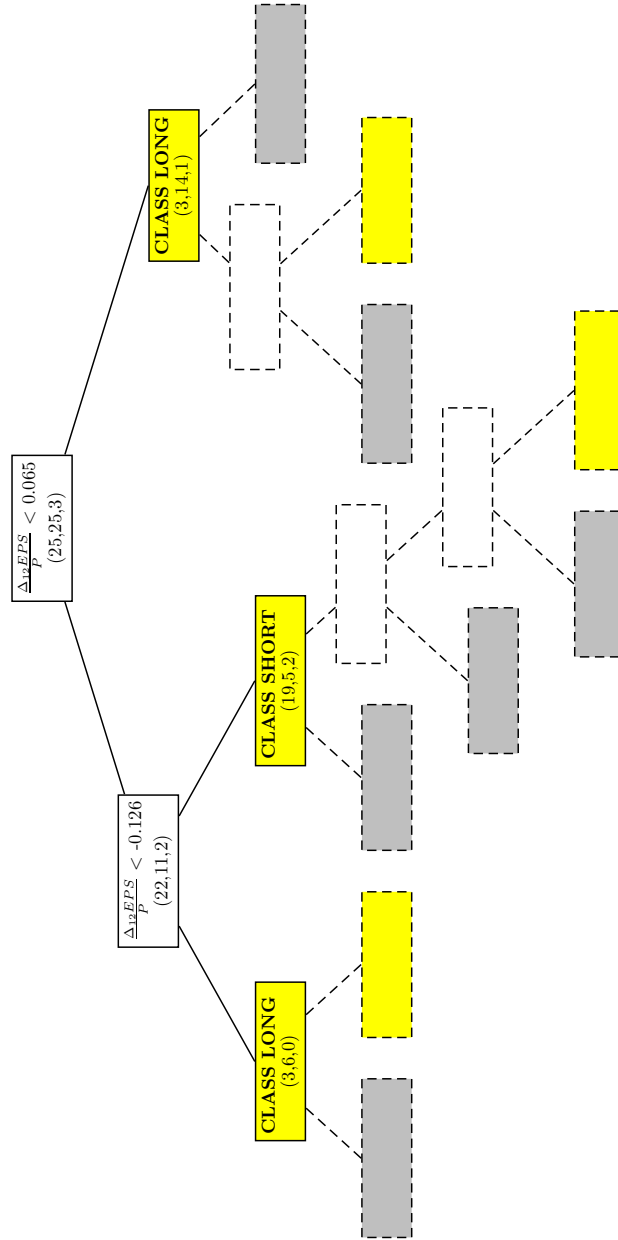 Δ₁₂EPS/P < 0.065
(25,25,3)
Δ₁₂EPS/P < -0.126
(22,11,2)
CLASS LONG
(3,14,1)
CLASS LONG
(3,6,0)
CLASS SHORT
(19,5,2)